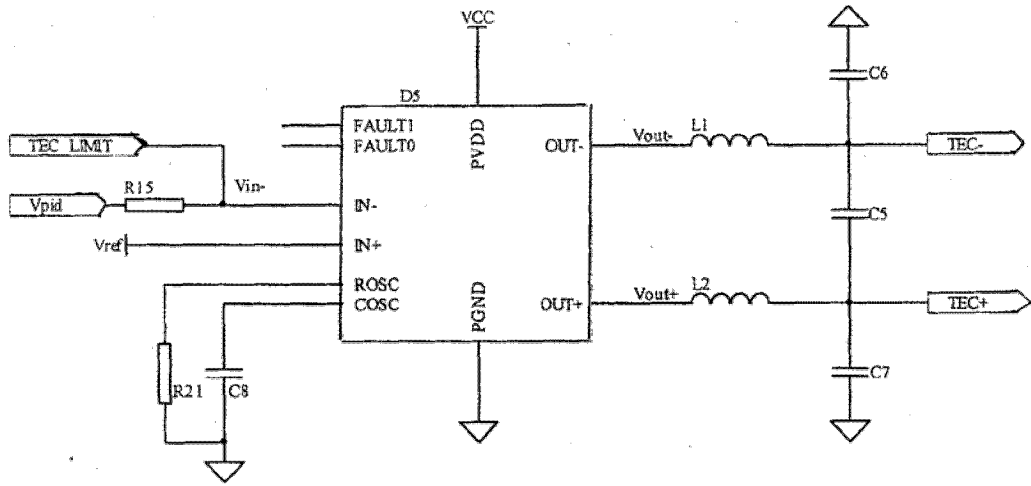 VCC
D5
FAULT1
FAULT0
PVDD
OUT-
Vout-
L1
C6
TEC-
TEC LIMIT
R15
Vin-
Vpid
IN-
C5
Vref
IN+
ROSC
COSC
PGND
OUT+
Vout+
L2
TEC+
R21
C8
C7